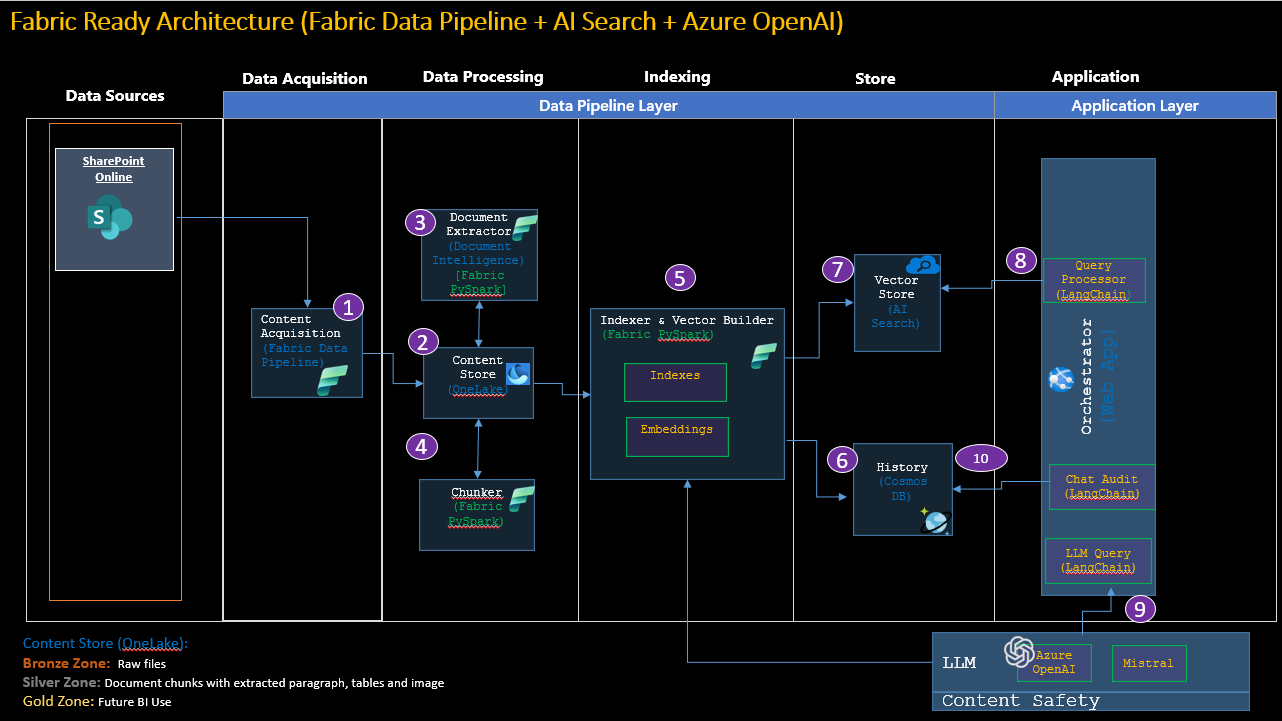 Fabric Ready Architecture (Fabric Data Pipeline + AI Search + Azure OpenAI)
Data Sources
Data Acquisition
Data Processing
Indexing
Store
Application
Data Pipeline Layer
Application Layer
SharePoint
Online
S
1
Content
Acquisition
(Fabric Data
Pipeline)
3
Document
Extractor
(Document
Intelligence)
[Fabric
PySpark]
2
Content
Store
(OneLake)
4
Chunker
(Fabric
PySpark)
5
Indexer & Vector Builder
(Fabric PySpark)
Indexes
Embeddings
7
Vector
Store
(AI
Search)
6
History
(Cosmos
DB)
8
Query
Processor
(LangChain)
Orchestrator
(Web App)
10
Chat Audit
(LangChain)
LLM Query
(LangChain)
9
LLM
Azure
OpenAI
Mistral
Content Safety
Content Store (OneLake):
Bronze Zone: Raw files
Silver Zone: Document chunks with extracted paragraph, tables and image
Gold Zone: Future BI Use